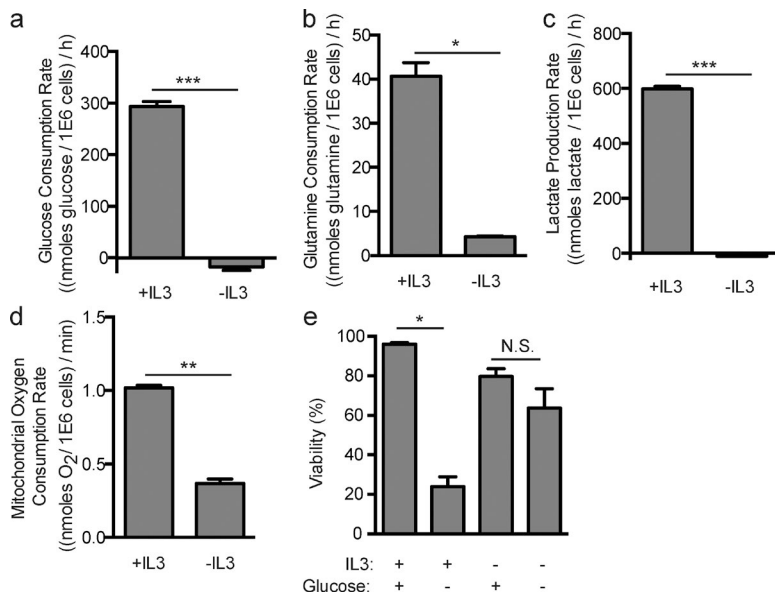 a
Glucose Consumption Rate
((nmoles glucose / 1E6 cells) / h)
400
300
200
100
0
***
+IL3
-IL3
b
Glutamine Consumption Rate
((nmoles glutamine / 1E6 cells) / h)
50
40
30
20
10
0
*
+IL3
-IL3
c
Lactate Production Rate
((nmoles lactate / 1E6 cells) / h)
800
600
400
200
0
***
+IL3
-IL3
d
Mitochondrial Oxygen
Consumption Rate
((nmoles O2/ 1E6 cells) / min)
1.5
1.0
0.5
0.0
**
+IL3
-IL3
e
Viability (%)
100
80
60
40
20
0
*
N.S.
IL3: + + - -
Glucose: + - + -